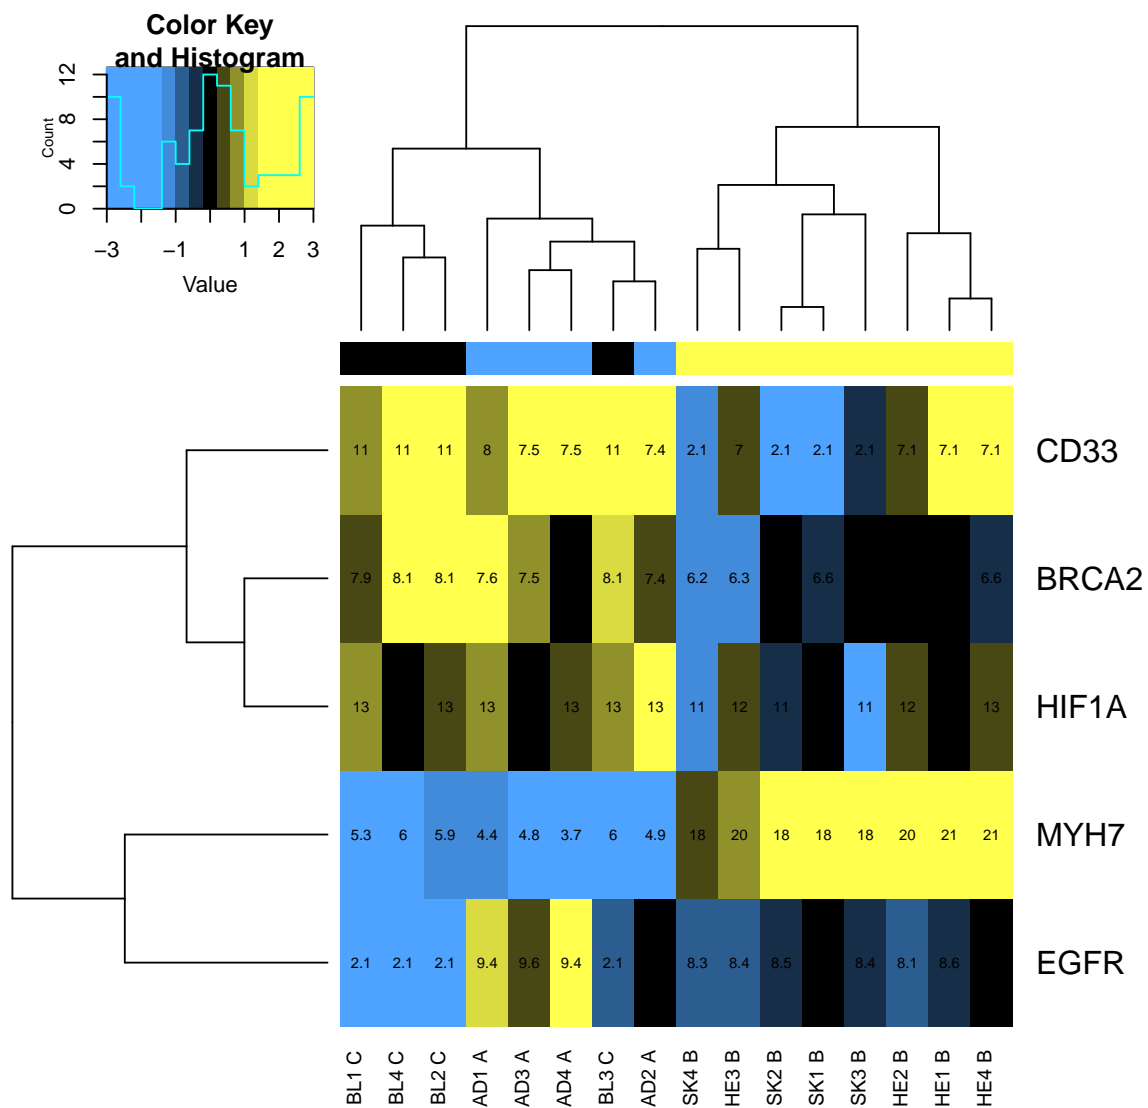 Color Key
and Histogram
Count
0 4 8 12
−3 −1 1 3
Value
11 11 11 8 7.5 7.5 11 7.4 2.1 7 2.1 2.1 2.1 7.1 7.1 7.1 CD33
7.9 8.1 8.1 7.6 7.5 8.1 7.4 6.2 6.3 6.6 6.6 BRCA2
13 13 13 13 13 13 11 12 11 11 12 13 HIF1A
5.3 6 5.9 4.4 4.8 3.7 6 4.9 18 20 18 18 18 20 21 21 MYH7
2.1 2.1 2.1 9.4 9.6 9.4 2.1 8.3 8.4 8.5 8.4 8.1 8.6 EGFR
BL1 C BL4 C BL2 C AD1 A AD3 A AD4 A BL3 C AD2 A SK4 B HE3 B SK2 B SK1 B SK3 B HE2 B HE1 B HE4 B